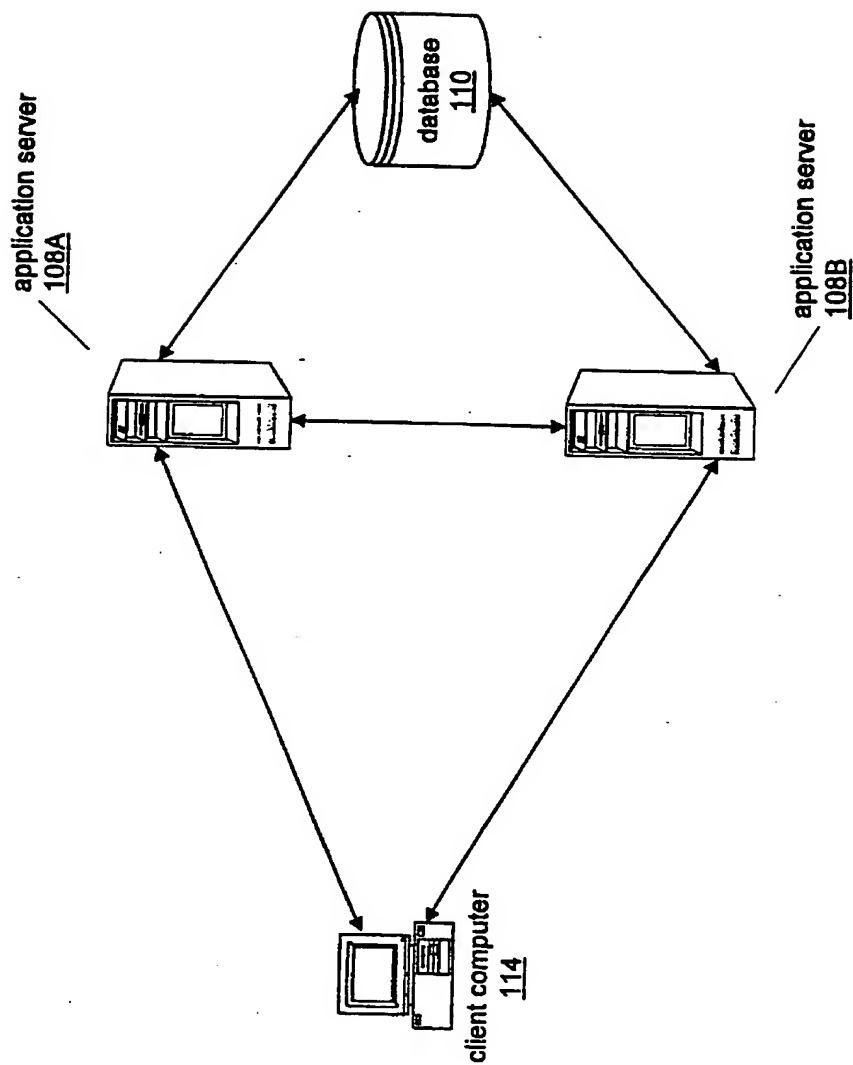 application server
108A
database
110
client computer
114
application server
108B